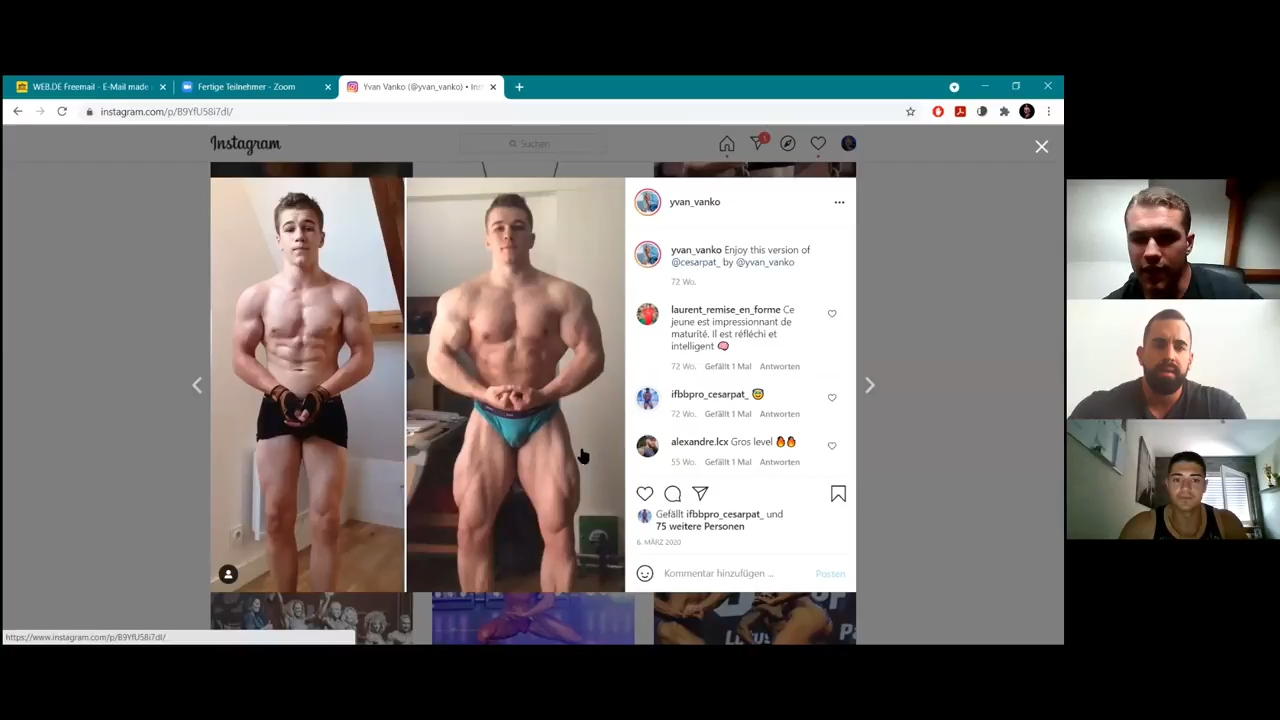 WEB.DE Freemail - E-Mail made
Fertige Teilnehmer - Zoom
Yvan Vanko (@yvan_vanko) • Ins
instagram.com/p/B9YfU58i7dI/
Instagram
Suchen
1
yvan_vanko
yvan_vanko Enjoy this version of
@cesarpat_ by @yvan_vanko
72 Wo.
laurent_remise_en_forme Ce
jeune est impressionnant de
maturité. Il est réfléchi et
intelligent 🧠
72 Wo. Gefällt 1 Mal Antworten
ifbbpro_cesarpat_ 😇
72 Wo. Gefällt 1 Mal Antworten
alexandre.lcx Gros level 🔥🔥
55 Wo. Gefällt 1 Mal Antworten
Gefällt ifbbpro_cesarpat_ und
75 weitere Personen
6. MÄRZ 2020
Kommentar hinzufügen ...
Posten
https://www.instagram.com/p/B9YfU58i7dI/